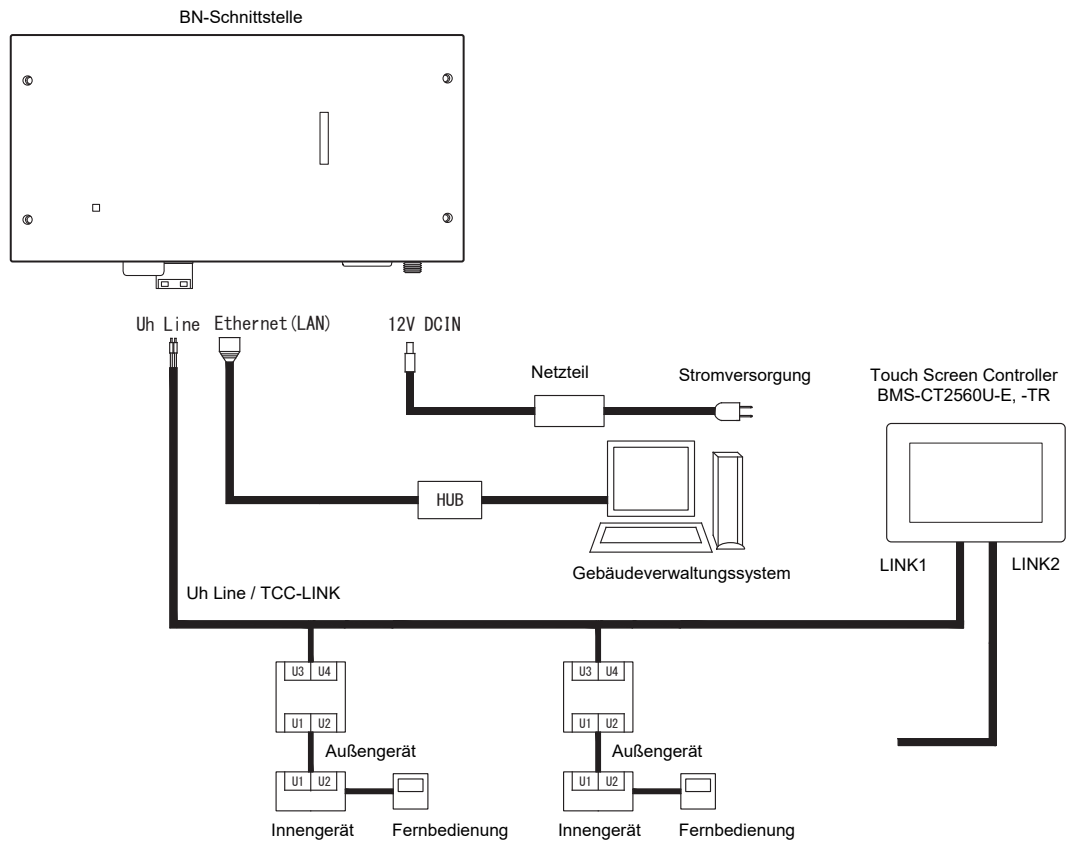 BN-Schnittstelle
Uh Line
Ethernet(LAN)
12V DCIN
Netzteil
Stromversorgung
Touch Screen Controller
BMS-CT2560U-E, -TR
HUB
Gebäudeverwaltungssystem
LINK1
LINK2
Uh Line / TCC-LINK
U3 U4
U3 U4
U1 U2
U1 U2
Außengerät
Außengerät
U1 U2
U1 U2
Innengerät
Fernbedienung
Innengerät
Fernbedienung